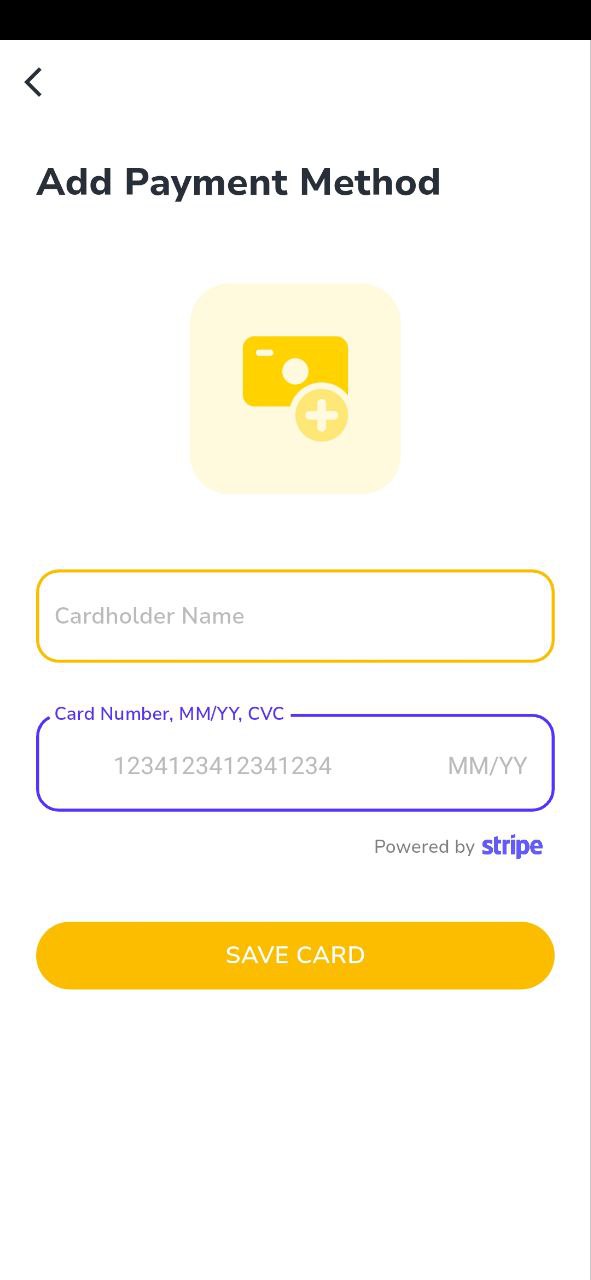 Add Payment Method
Cardholder Name
Card Number, MM/YY, CVC
1234123412341234 MM/YY
Powered by stripe
SAVE CARD